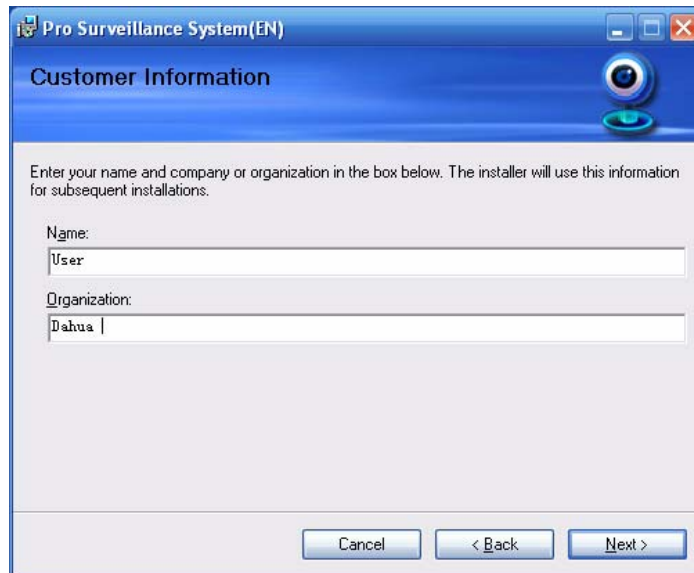 Pro Surveillance System(EN)
Customer Information
Enter your name and company or organization in the box below. The installer will use this information
for subsequent installations.
Name:
User
Organization:
Dahua
Cancel
< Back
Next >